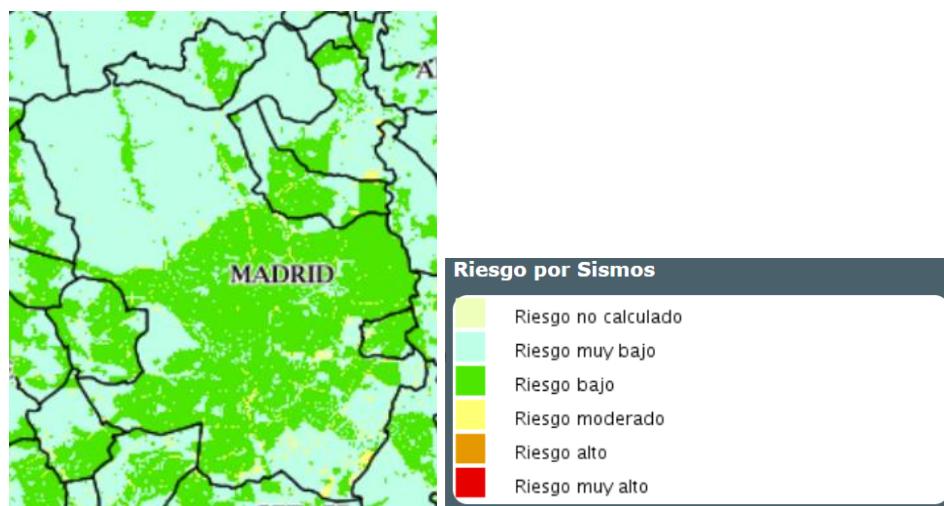 MADRID
Riesgo por Sismos
Riesgo no calculado
Riesgo muy bajo
Riesgo bajo
Riesgo moderado
Riesgo alto
Riesgo muy alto